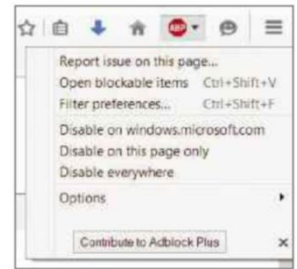 ABP
Report issue on this page...
Open blockable items Ctrl+Shift+V
Filter preferences... Ctrl+Shift+F
Disable on windows.microsoft.com
Disable on this page only
Disable everywhere
Options
Contribute to Adblock Plus